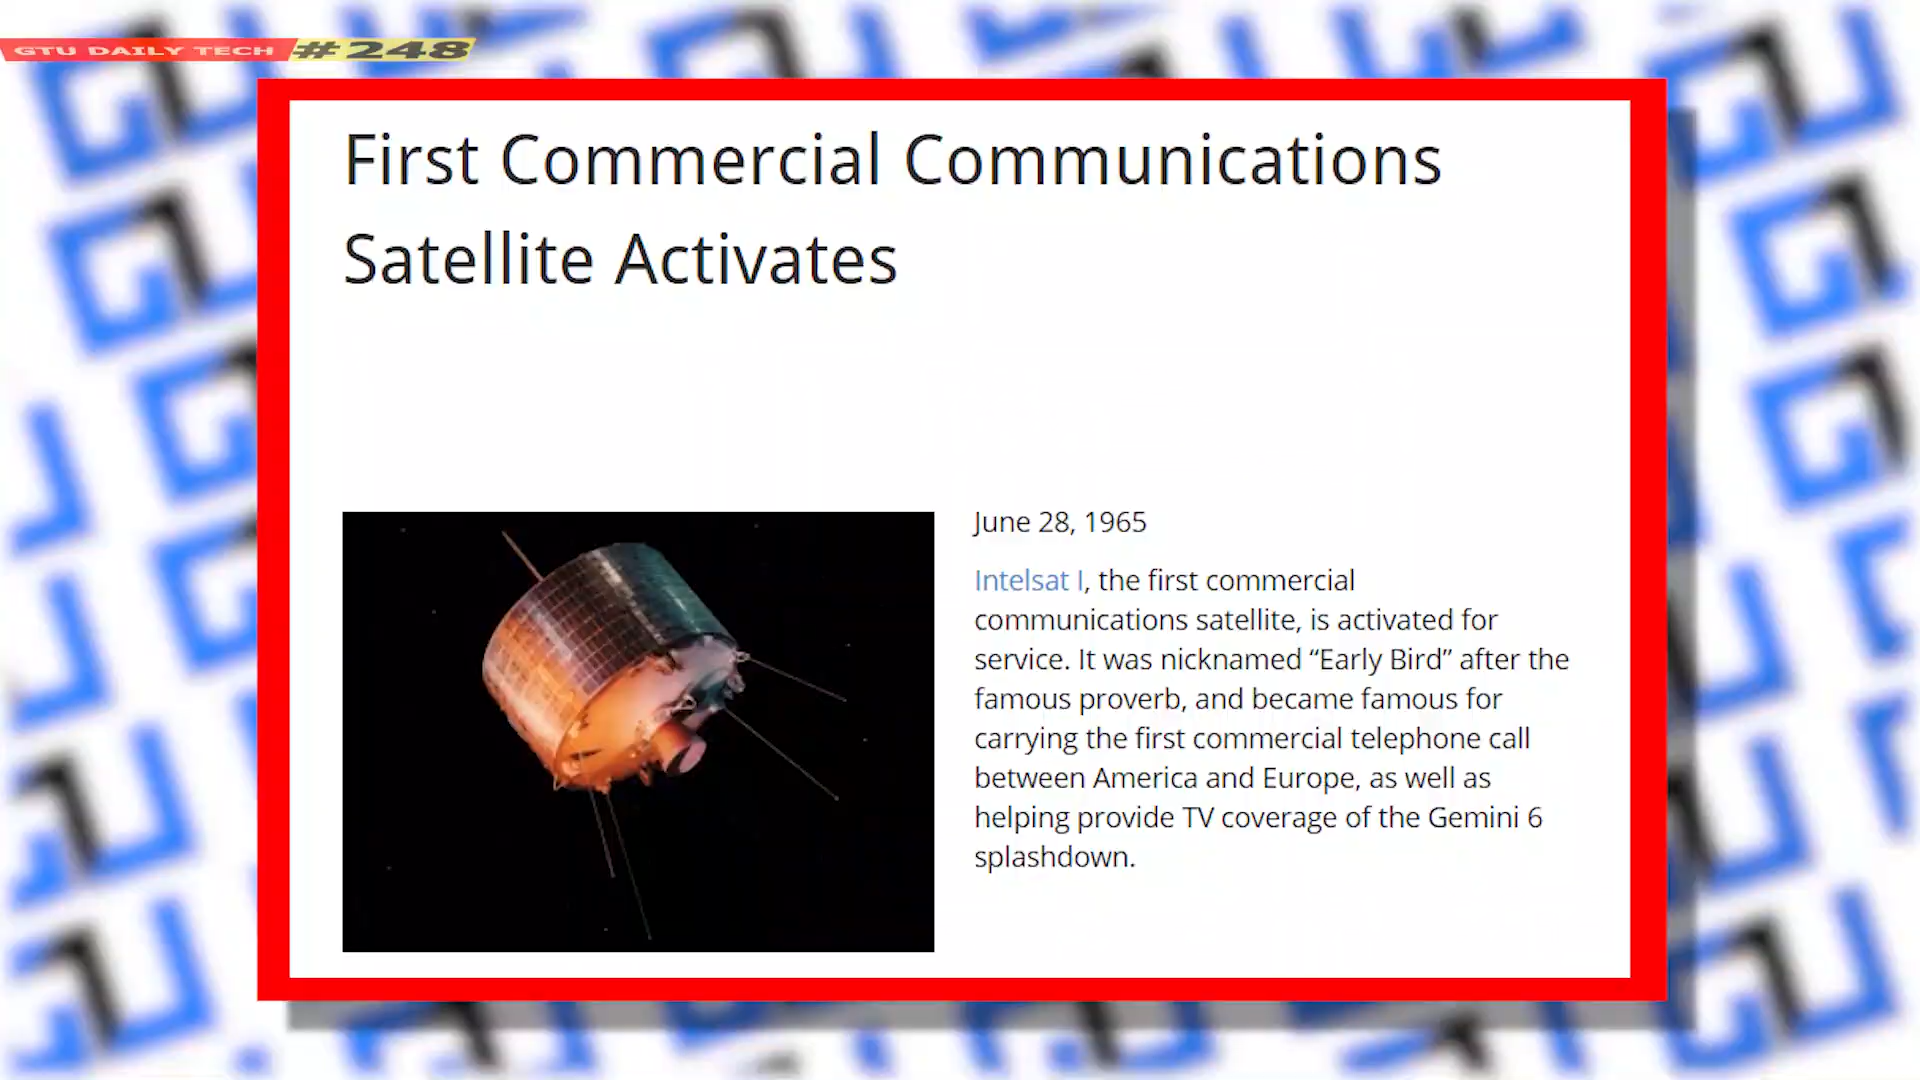 GTU DAILY TECH #248
First Commercial Communications
Satellite Activates
June 28, 1965
Intelsat I, the first commercial
communications satellite, is activated for
service. It was nicknamed “Early Bird” after the
famous proverb, and became famous for
carrying the first commercial telephone call
between America and Europe, as well as
helping provide TV coverage of the Gemini 6
splashdown.